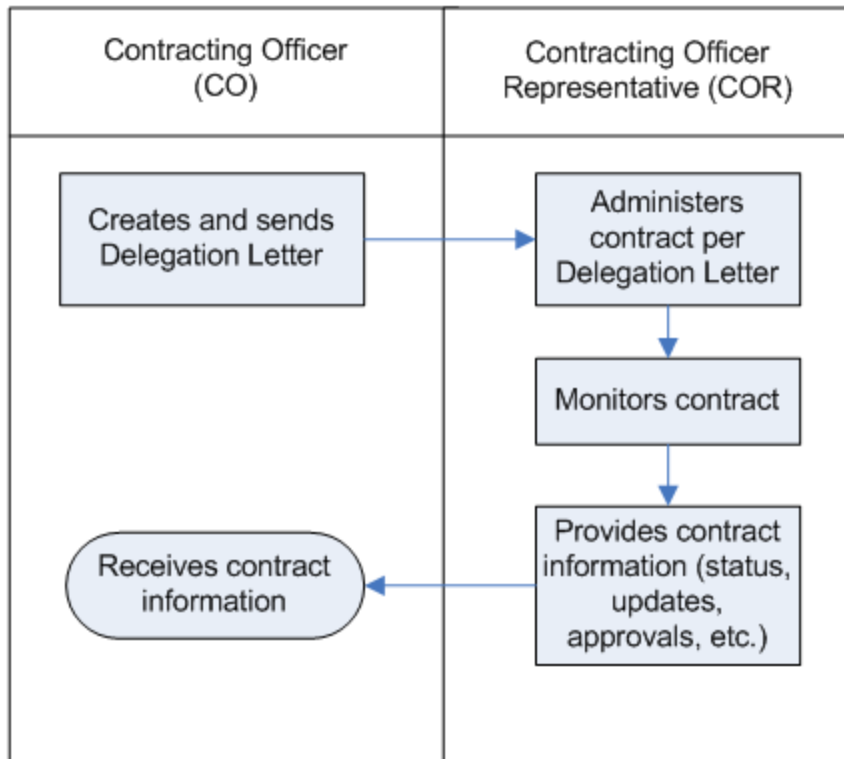 Contracting Officer
(CO)
Contracting Officer
Representative (COR)
Creates and sends
Delegation Letter
Administers
contract per
Delegation Letter
Monitors contract
Provides contract
information (status,
updates,
approvals, etc.)
Receives contract
information